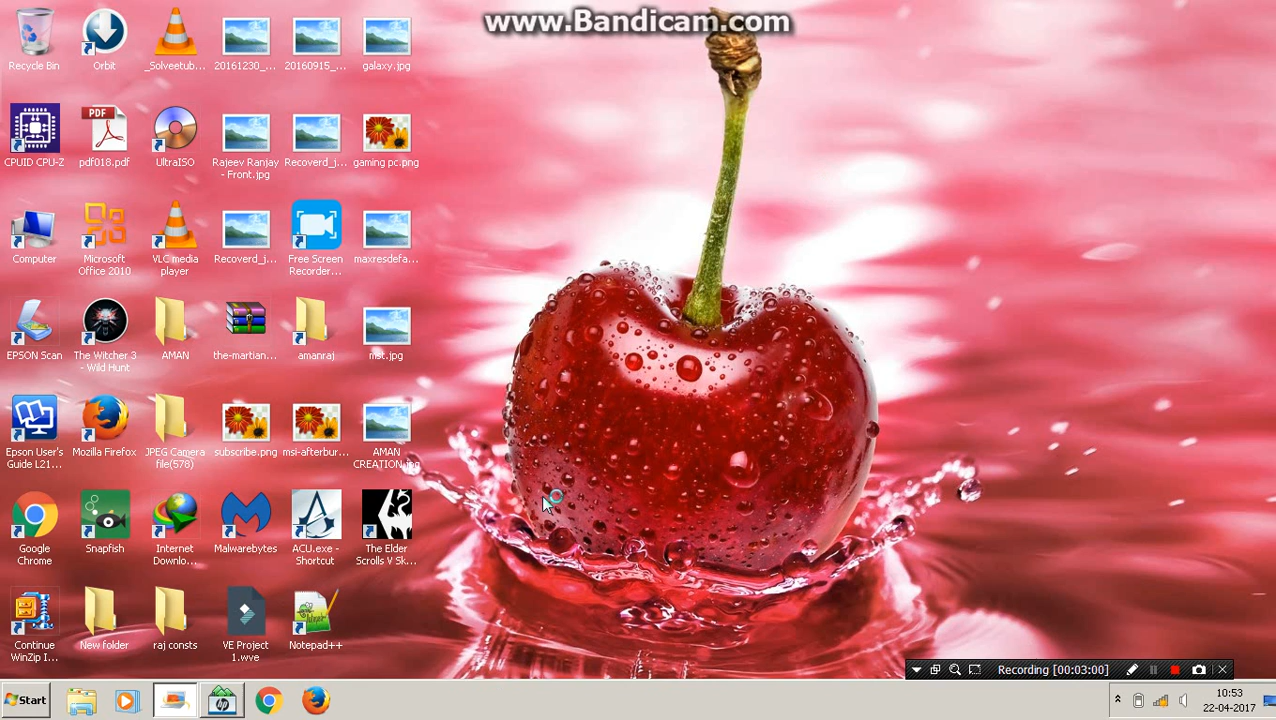 www.Bandicam.com
Recycle Bin
Orbit
_Solveetub...
20161230_...
20160915_...
galaxy.jpg
CPUID CPU-Z
PDF
pdf018.pdf
UltraISO
Rajeev Ranjay
- Front.jpg
Recoverd_j...
gaming pc.png
Computer
Microsoft
Office 2010
VLC media
player
Recoverd_j...
Free Screen
Recorder...
maxresdefa...
EPSON Scan
The Witcher 3
- Wild Hunt
AMAN
the-martian...
amanraj
mst.jpg
Epson User's
Guide L21...
Mozilla Firefox
JPEG Camera
file(578)
subscribe.png
msi-afterbur...
AMAN
CREATION.jpg
Google
Chrome
Snapfish
Internet
Downlo...
Malwarebytes
ACU.exe -
Shortcut
The Elder
Scrolls V Sk...
Continue
WinZip I...
New folder
raj consts
VE Project
1.wve
Notepad++
Recording [00:03:00]
Start
hp
10:53
22-04-2017